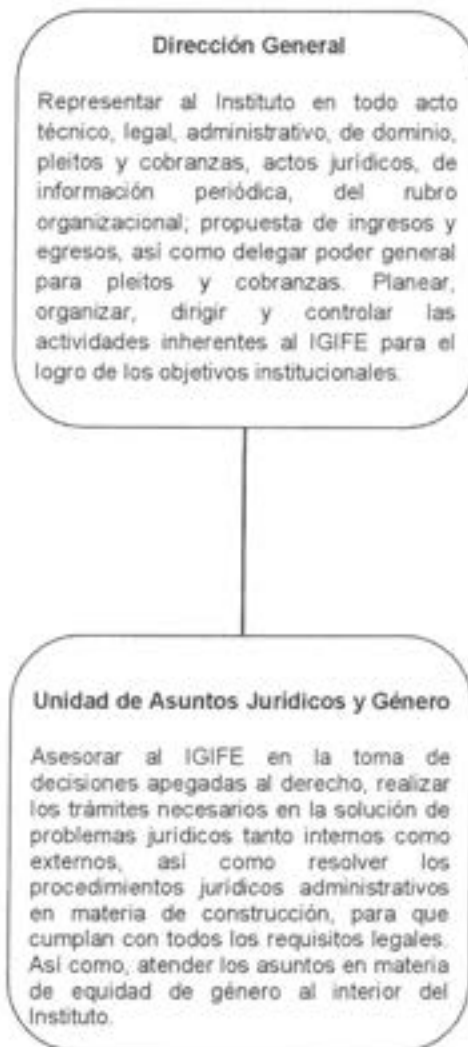 Dirección General
Representar al Instituto en todo acto
técnico, legal, administrativo, de dominio,
pleitos y cobranzas, actos jurídicos, de
información periódica, del rubro
organizacional; propuesta de ingresos y
egresos, así como delegar poder general
para pleitos y cobranzas. Planear,
organizar, dirigir y controlar las
actividades inherentes al IGIFE para el
logro de los objetivos institucionales.
Unidad de Asuntos Jurídicos y Género
Asesorar al IGIFE en la toma de
decisiones apegadas al derecho, realizar
los trámites necesarios en la solución de
problemas jurídicos tanto internos como
externos, así como resolver los
procedimientos jurídicos administrativos
en materia de construcción, para que
cumplan con todos los requisitos legales.
Así como, atender los asuntos en materia
de equidad de género al interior del
Instituto.